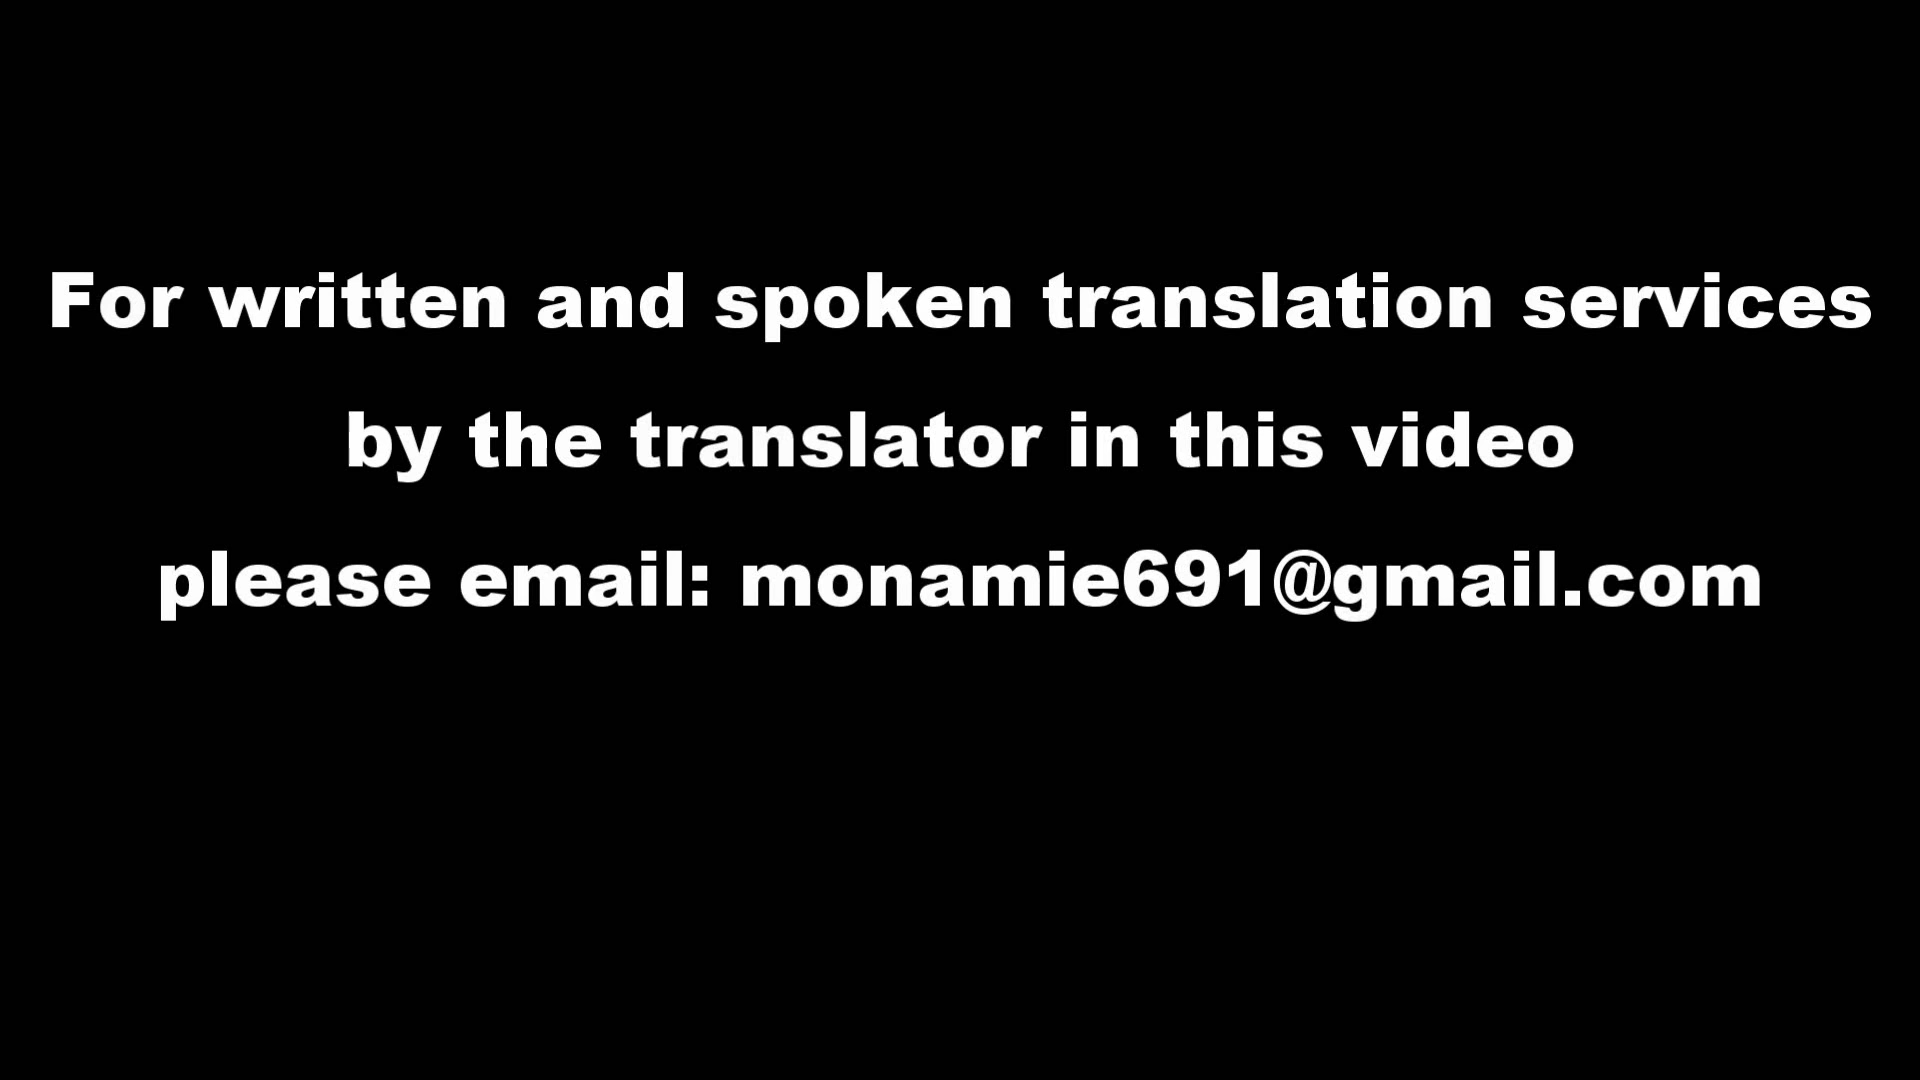 For written and spoken translation services
by the translator in this video
please email: monamie691@gmail.com